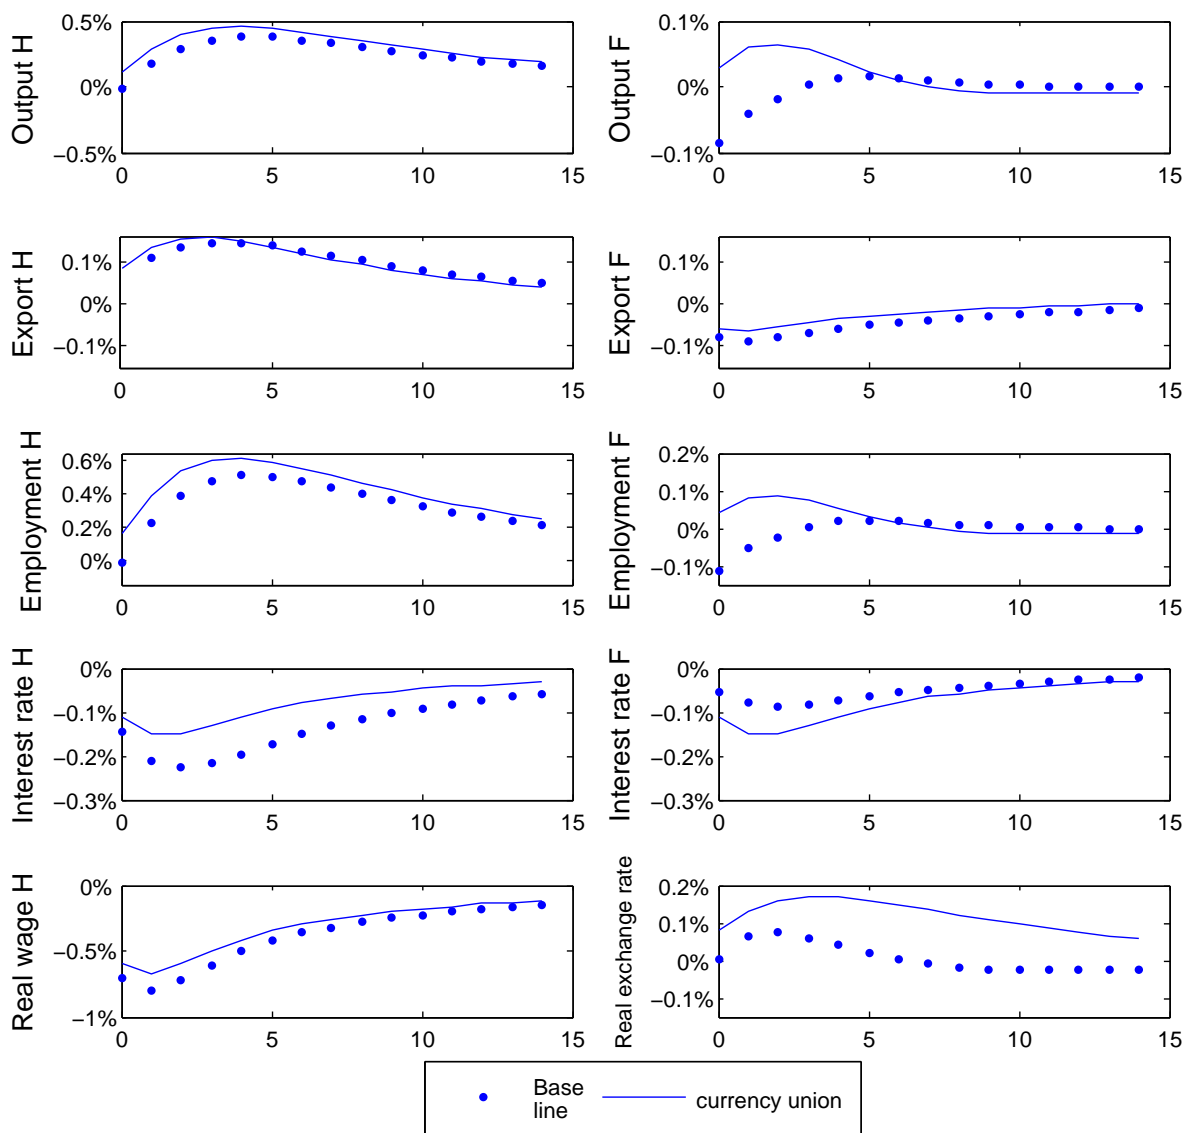 Output H
0.5%
0%
−0.5%
0 5 10 15
Output F
0.1%
0%
−0.1%
0 5 10 15
Export H
0.1%
0%
−0.1%
0 5 10 15
Export F
0.1%
0%
−0.1%
0 5 10 15
Employment H
0.6%
0.4%
0.2%
0%
0 5 10 15
Employment F
0.2%
0.1%
0%
−0.1%
0 5 10 15
Interest rate H
0%
−0.1%
−0.2%
−0.3%
0 5 10 15
Interest rate F
0%
−0.1%
−0.2%
−0.3%
0 5 10 15
Real wage H
0%
−0.5%
−1%
0 5 10 15
Real exchange rate
0.2%
0.1%
0%
−0.1%
0 5 10 15
Base
line
currency union